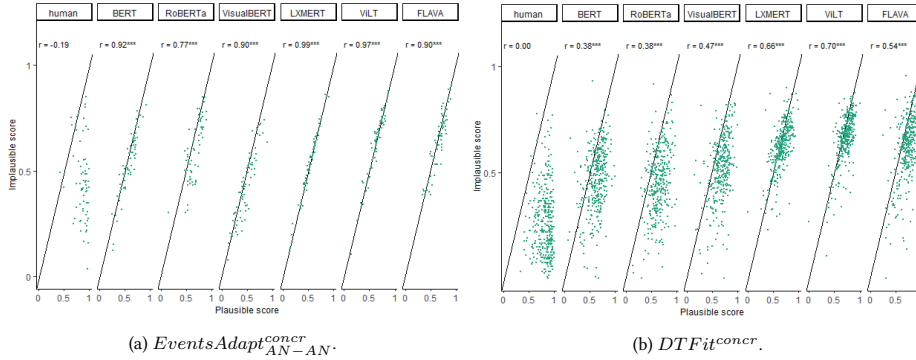 human BERT RoBERTa VisualBERT LXMERT ViLT FLAVA
r = -0.19 r = 0.92*** r = 0.77*** r = 0.90*** r = 0.99*** r = 0.97*** r = 0.90***
1
0.5
0
Implausible score
0 0.5 1 0 0.5 1 0 0.5 1 0 0.5 1 0 0.5 1 0 0.5 1 0 0.5 1
Plausible score
(a) EventsAdapt^{concr}_{AN-AN}.
human BERT RoBERTa VisualBERT LXMERT ViLT FLAVA
r = 0.00 r = 0.38*** r = 0.38*** r = 0.47*** r = 0.66*** r = 0.70*** r = 0.54***
1
0.5
Implausible score
0 0.5 1 0 0.5 1 0 0.5 1 0 0.5 1 0 0.5 1 0 0.5 1 0 0.5 1
Plausible score
(b) DTFit^{concr}.